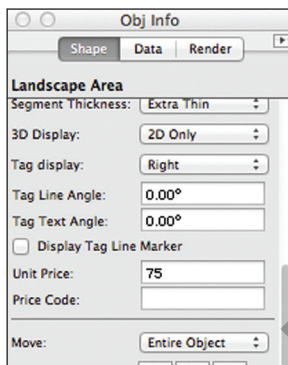 Obj Info
Shape Data Render
Landscape Area
Segment Thickness: Extra Thin
3D Display: 2D Only
Tag display: Right
Tag Line Angle: 0.00°
Tag Text Angle: 0.00°
Display Tag Line Marker
Unit Price: 75
Price Code:
Move: Entire Object